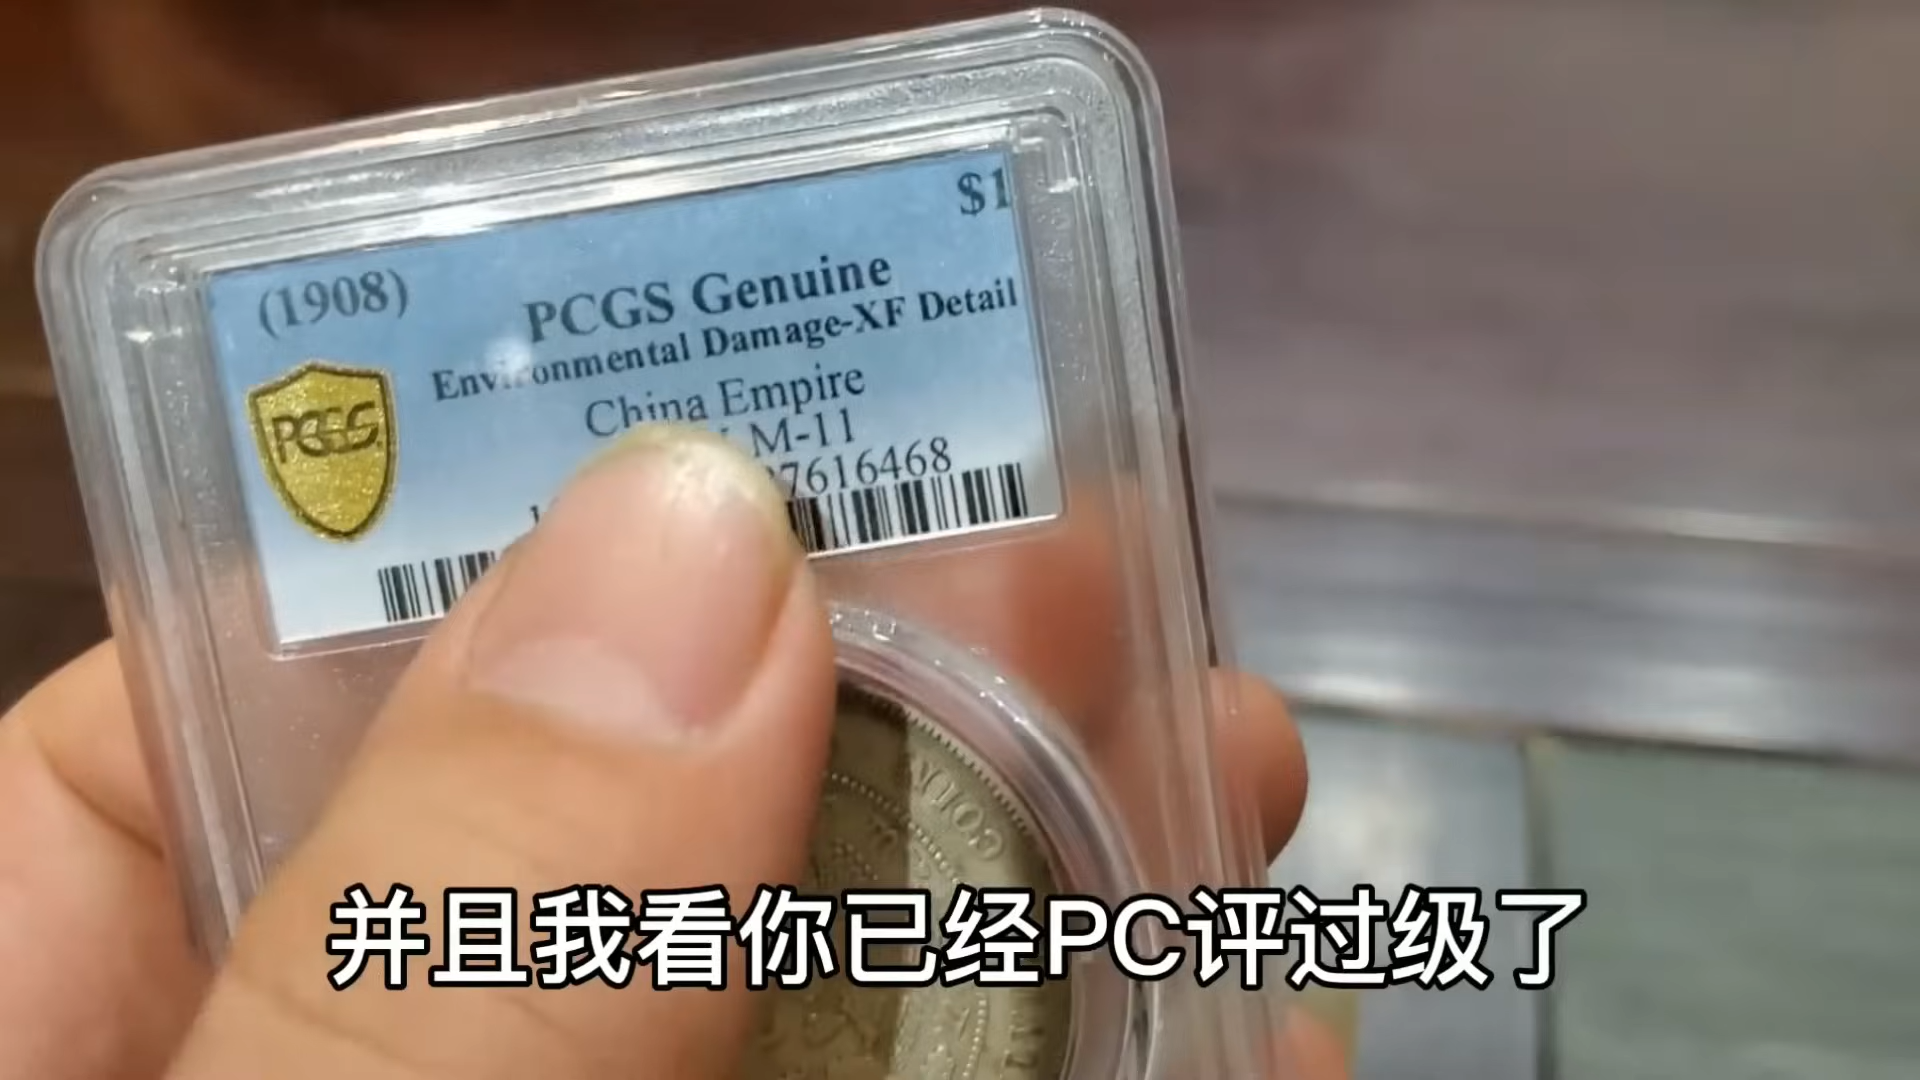 $1
(1908)
PCGS Genuine
Environmental Damage-XF Detail
China Empire
M-11
7616468
PCGS
COIN
并且我看你已经PC评过级了